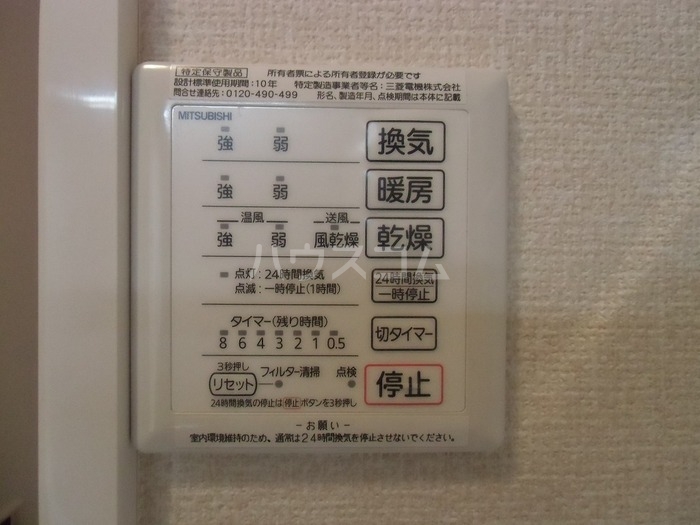 特定保守製品 所有者票による所有者登録が必要です
設計標準使用期間：10年 特定製造事業者等名：三菱電機株式会社
問合せ連絡先：0120-490-499 形名、製造年月、点検期間は本体に記載
MITSUBISHI
強 弱 換気
強 弱 暖房
温風 送風
強 弱 風乾燥 乾燥
ハウスコム
点灯：24時間換気 24時間換気
点滅：一時停止(1時間) 一時停止
タイマー(残り時間) 切タイマー
8 6 4 3 2 1 0.5
3秒押し
リセット フィルター清掃 点検 停止
24時間換気の停止は停止ボタンを3秒押し
－お願い－
室内環境維持のため、通常は24時間換気を停止させないでください。